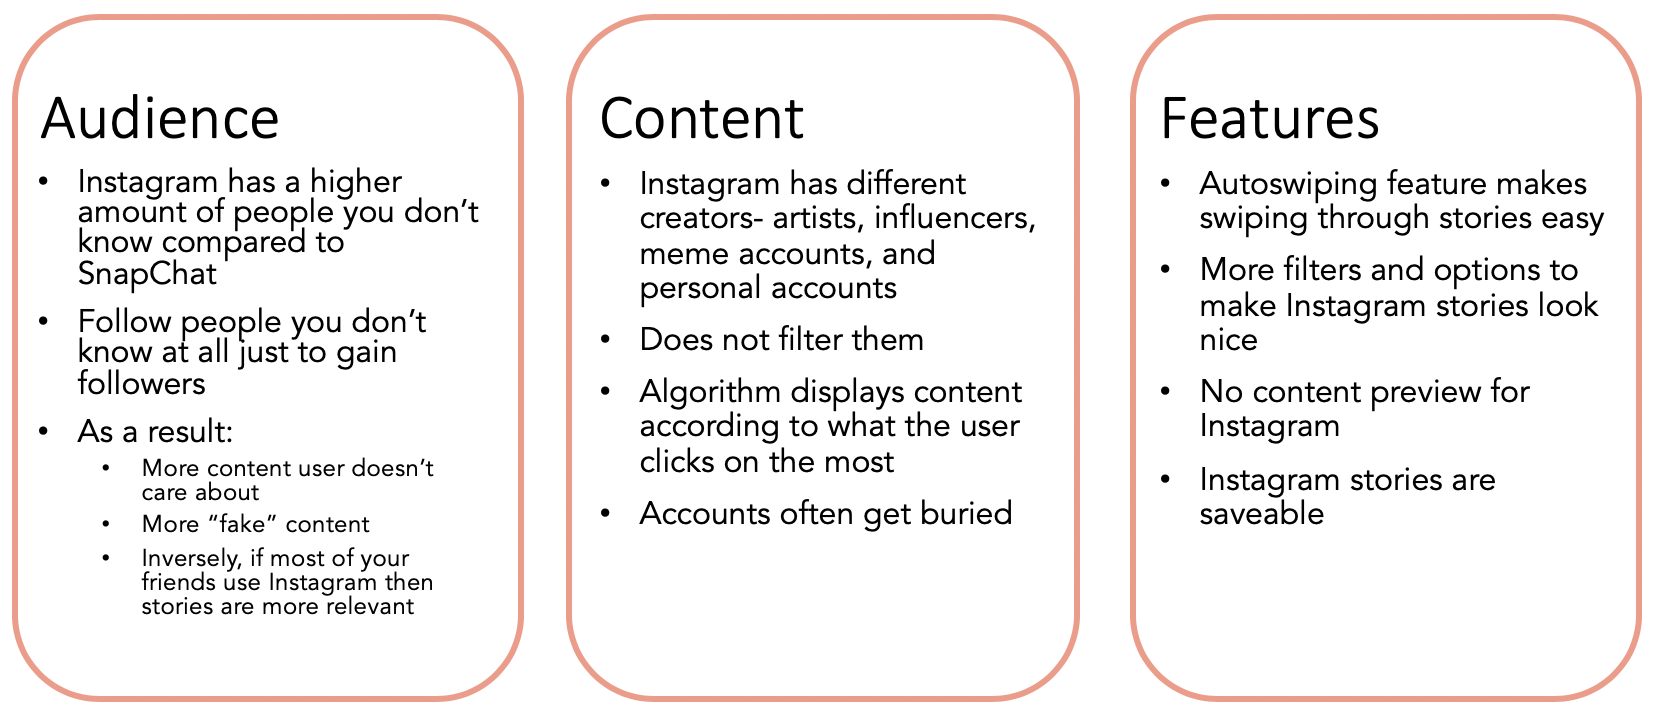 Audience
• Instagram has a higher
amount of people you don’t
know compared to
SnapChat
• Follow people you don’t
know at all just to gain
followers
• As a result:
• More content user doesn’t
care about
• More “fake” content
• Inversely, if most of your
friends use Instagram then
stories are more relevant
Content
• Instagram has different
creators- artists, influencers,
meme accounts, and
personal accounts
• Does not filter them
• Algorithm displays content
according to what the user
clicks on the most
• Accounts often get buried
Features
• Autoswiping feature makes
swiping through stories easy
• More filters and options to
make Instagram stories look
nice
• No content preview for
Instagram
• Instagram stories are
saveable